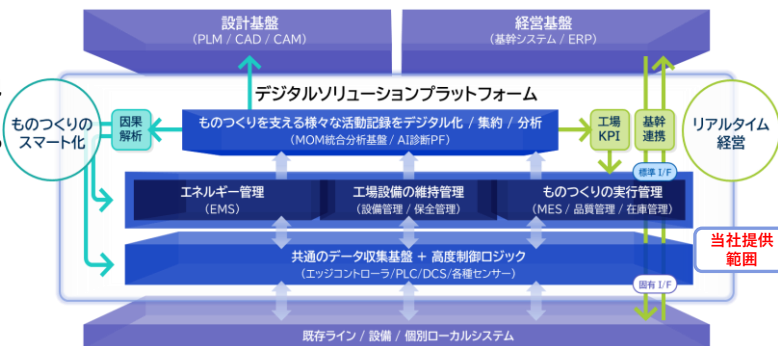 設計基盤
(PLM / CAD / CAM)
経営基盤
(基幹システム / ERP)
デジタルソリューションプラットフォーム
ものつくりの
スマート化
因果
解析
ものつくりを支える様々な活動記録をデジタル化 / 集約 / 分析
(MOM統合分析基盤 / AI診断PF)
工場
KPI
基幹
連携
リアルタイム
経営
標準 I/F
エネルギー管理
(EMS)
工場設備の維持管理
(設備管理 / 保全管理)
ものつくりの実行管理
(MES / 品質管理 / 在庫管理)
当社提供
範囲
共通のデータ収集基盤 + 高度制御ロジック
(エッジコントローラ/PLC/DCS/各種センサー)
固有 I/F
既存ライン / 設備 / 個別ローカルシステム